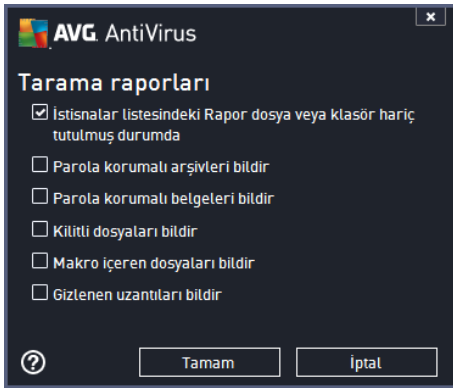 AVG. AntiVirus
Tarama raporları
İstisnalar listesindeki Rapor dosya veya klasör hariç
tutulmuş durumda
Parola korumalı arşivleri bildir
Parola korumalı belgeleri bildir
Kilitli dosyaları bildir
Makro içeren dosyaları bildir
Gizlenen uzantıları bildir
Tamam İptal